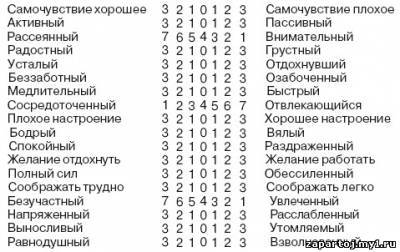 Самочувствие хорошее 3 2 1 0 1 2 3 Самочувствие плохое
Активный 3 2 1 0 1 2 3 Пассивный
Рассеянный 7 6 5 4 3 2 1 Внимательный
Радостный 3 2 1 0 1 2 3 Грустный
Усталый 3 2 1 0 1 2 3 Отдохнувший
Беззаботный 3 2 1 0 1 2 3 Озабоченный
Медлительный 3 2 1 0 1 2 3 Быстрый
Сосредоточенный 1 2 3 4 5 6 7 Отвлекающийся
Плохое настроение 3 2 1 0 1 2 3 Хорошее настроение
Бодрый 3 2 1 0 1 2 3 Вялый
Спокойный 3 2 1 0 1 2 3 Раздраженный
Желание отдохнуть 3 2 1 0 1 2 3 Желание работать
Полный сил 3 2 1 0 1 2 3 Обессиленный
Соображать трудно 3 2 1 0 1 2 3 Соображать легко
Безучастный 7 6 5 4 3 2 1 Увлеченный
Напряженный 3 2 1 0 1 2 3 Расслабленный
Выносливый 3 2 1 0 1 2 3 Утомляемый
Равнодушный 3 2 1 0 1 2 3
zapartoj.my1.ru